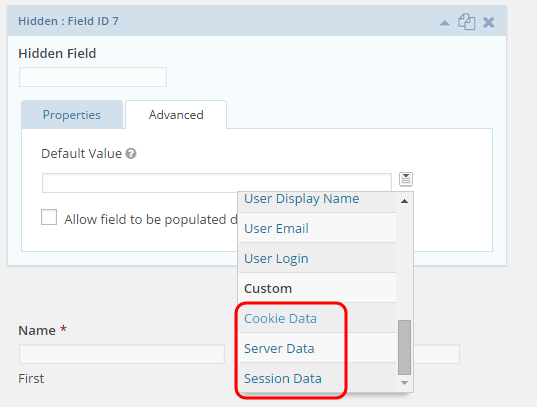 Hidden : Field ID 7
Hidden Field
Properties
Advanced
Default Value
Allow field to be populated d
User Display Name
User Email
User Login
Custom
Cookie Data
Server Data
Session Data
Name *
First